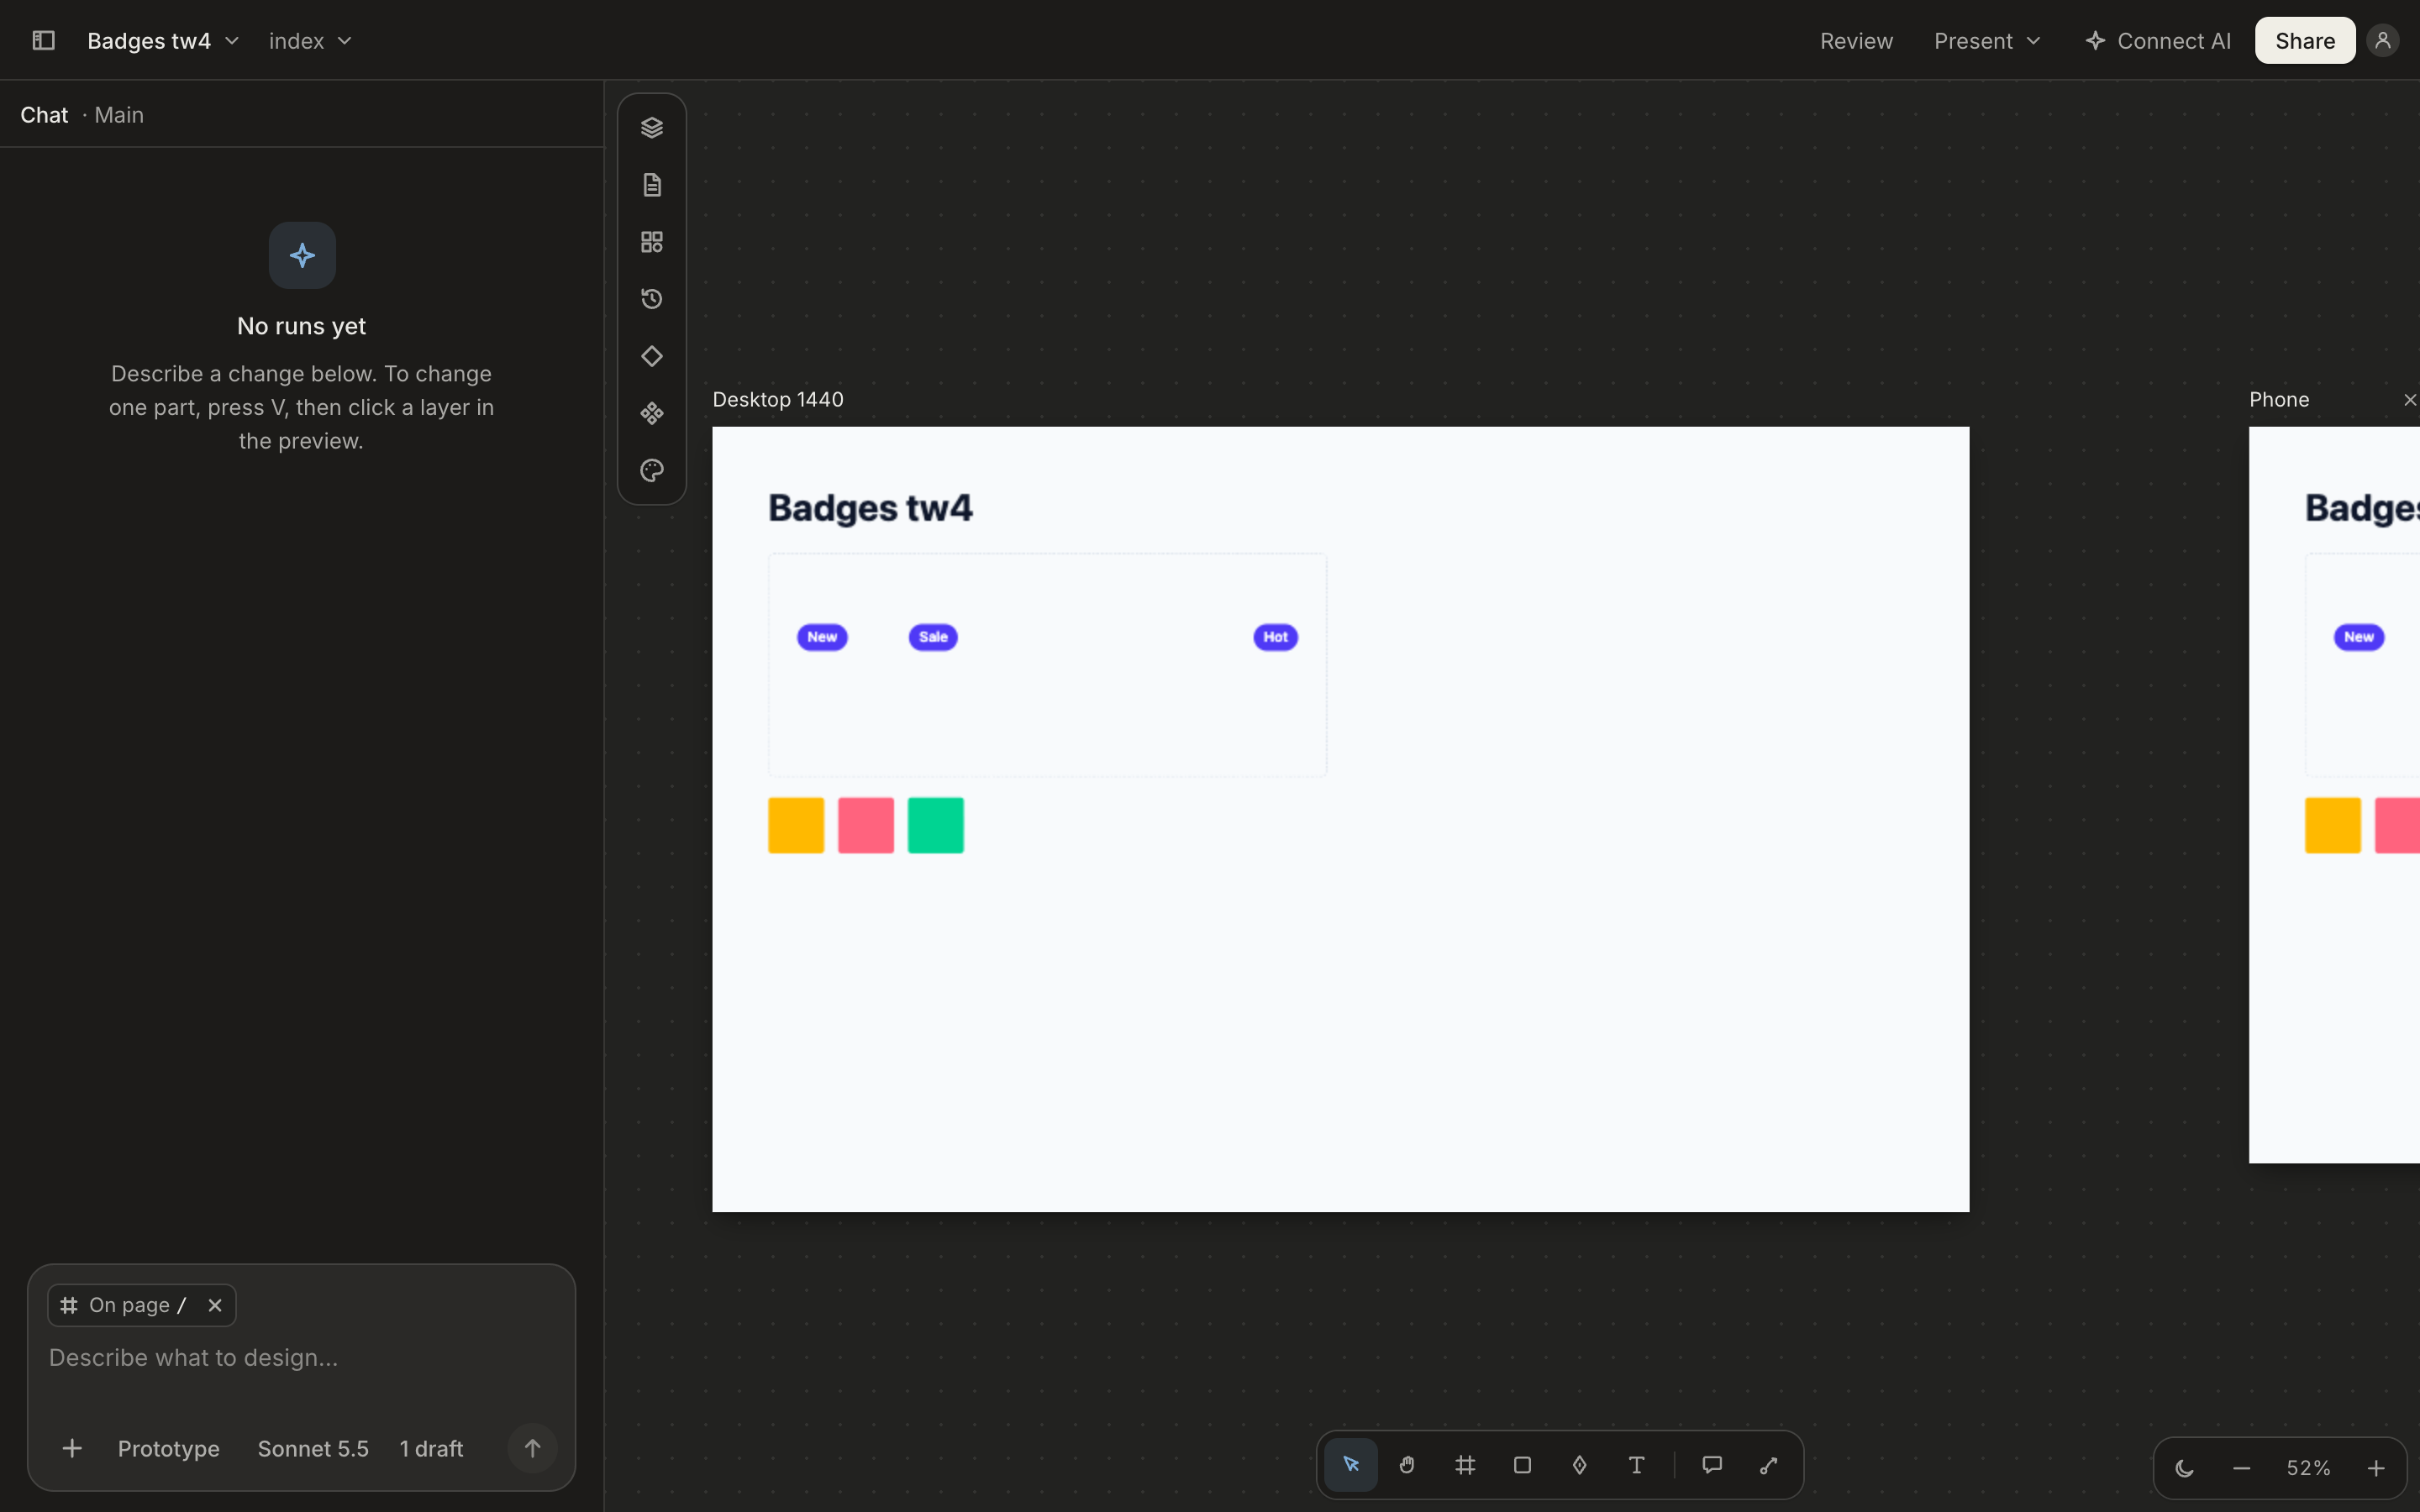 Badges tw4
index
Review
Present
Connect AI
Share
Chat · Main
No runs yet
Describe a change below. To change
one part, press V, then click a layer in
the preview.
Desktop 1440
Badges tw4
New
Sale
Hot
Phone
Badges
New
On page /
Describe what to design...
Prototype
Sonnet 5.5
1 draft
52%